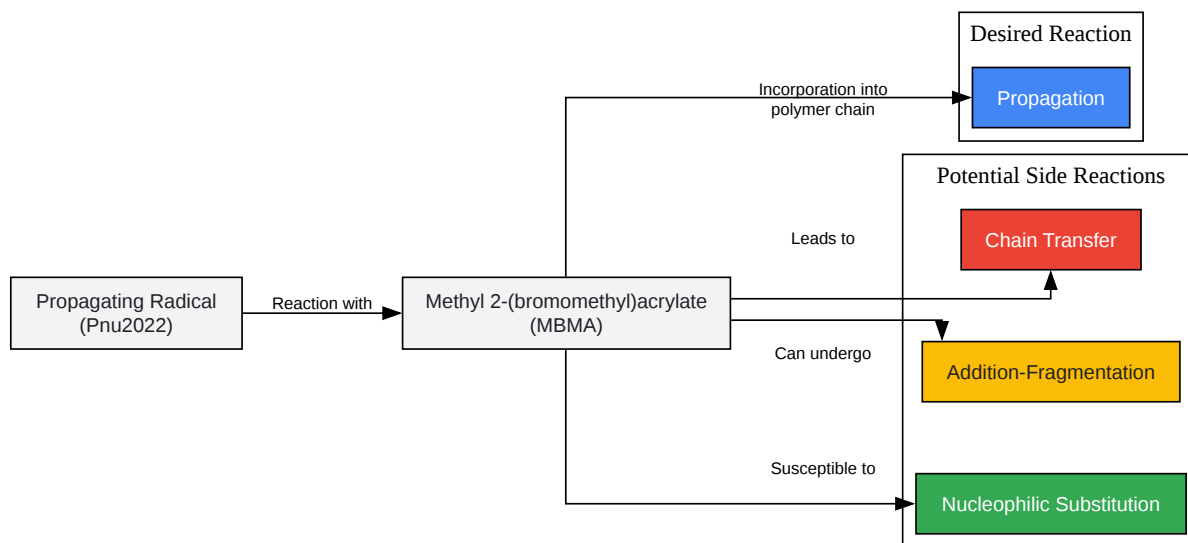 Desired Reaction
Propagation
Incorporation into
polymer chain
Potential Side Reactions
Chain Transfer
Leads to
Propagating Radical
(Pnu2022)
Reaction with
Methyl 2-(bromomethyl)acrylate
(MBMA)
Can undergo
Addition-Fragmentation
Susceptible to
Nucleophilic Substitution